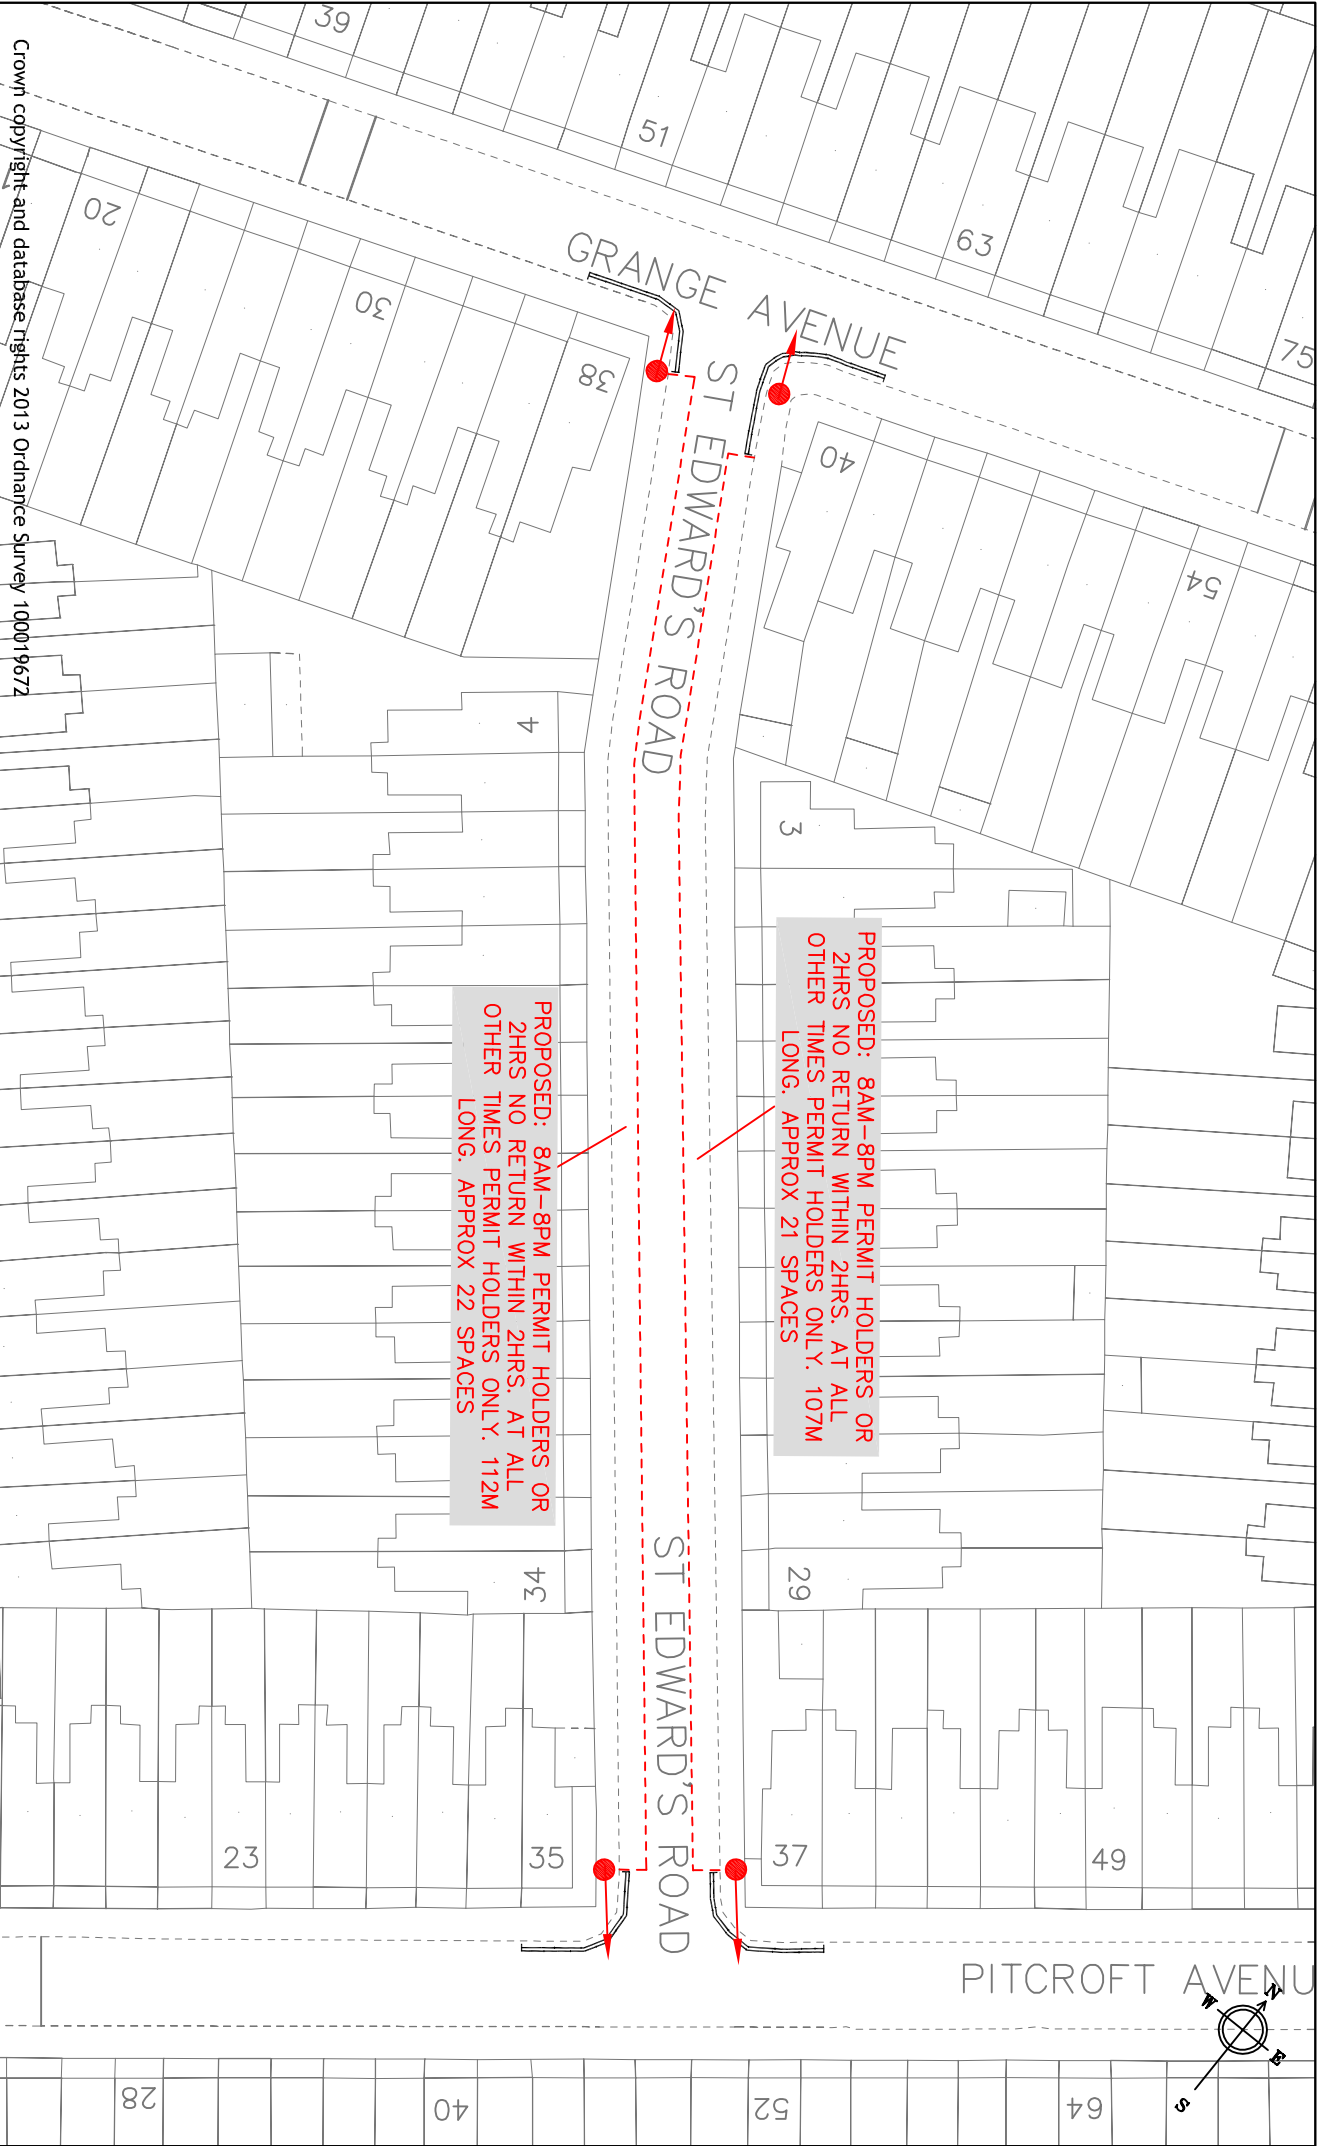 39
51
63
75
1
20
30
38
40
54
GRANGE AVENUE
ST EDWARD'S ROAD
4
3
PROPOSED: 8AM-8PM PERMIT HOLDERS OR
2HRS NO RETURN WITHIN 2HRS. AT ALL
OTHER TIMES PERMIT HOLDERS ONLY. 107M
LONG. APPROX 21 SPACES
PROPOSED: 8AM-8PM PERMIT HOLDERS OR
2HRS NO RETURN WITHIN 2HRS. AT ALL
OTHER TIMES PERMIT HOLDERS ONLY. 112M
LONG. APPROX 22 SPACES
34
29
ST EDWARD'S ROAD
23
35
37
49
PITCROFT AVENU
N
W
E
S
28
40
52
64
Crown copyright and database rights 2013 Ordnance Survey 100019672